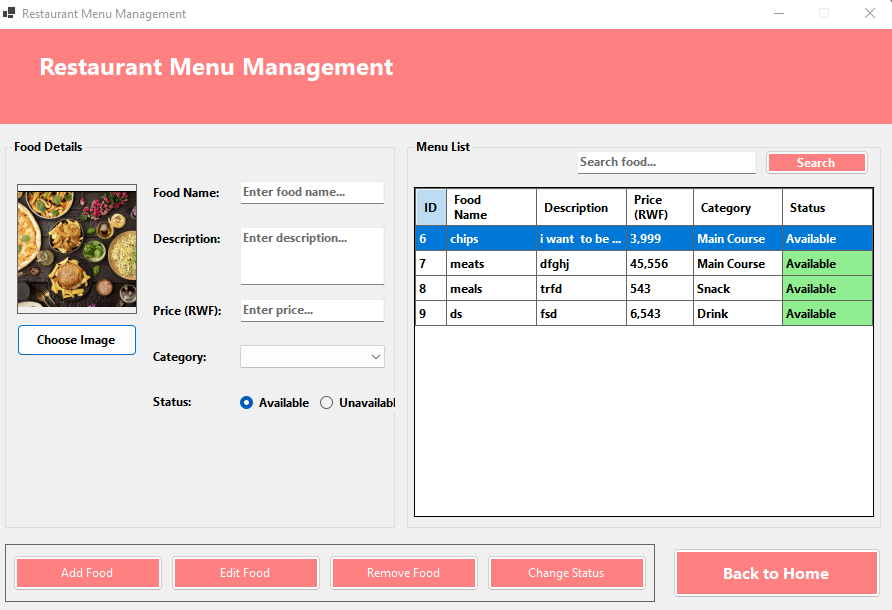 Restaurant Menu Management
Restaurant Menu Management
Food Details
Food Name:
Enter food name...
Description:
Enter description...
Price (RWF):
Enter price...
Choose Image
Category:
Status:
Available
Unavailabl
Menu List
Search food...
Search
ID Food Name Description Price (RWF) Category Status
6 chips i want to be ... 3,999 Main Course Available
7 meats dfghj 45,556 Main Course Available
8 meals trfd 543 Snack Available
9 ds fsd 6,543 Drink Available
Add Food
Edit Food
Remove Food
Change Status
Back to Home